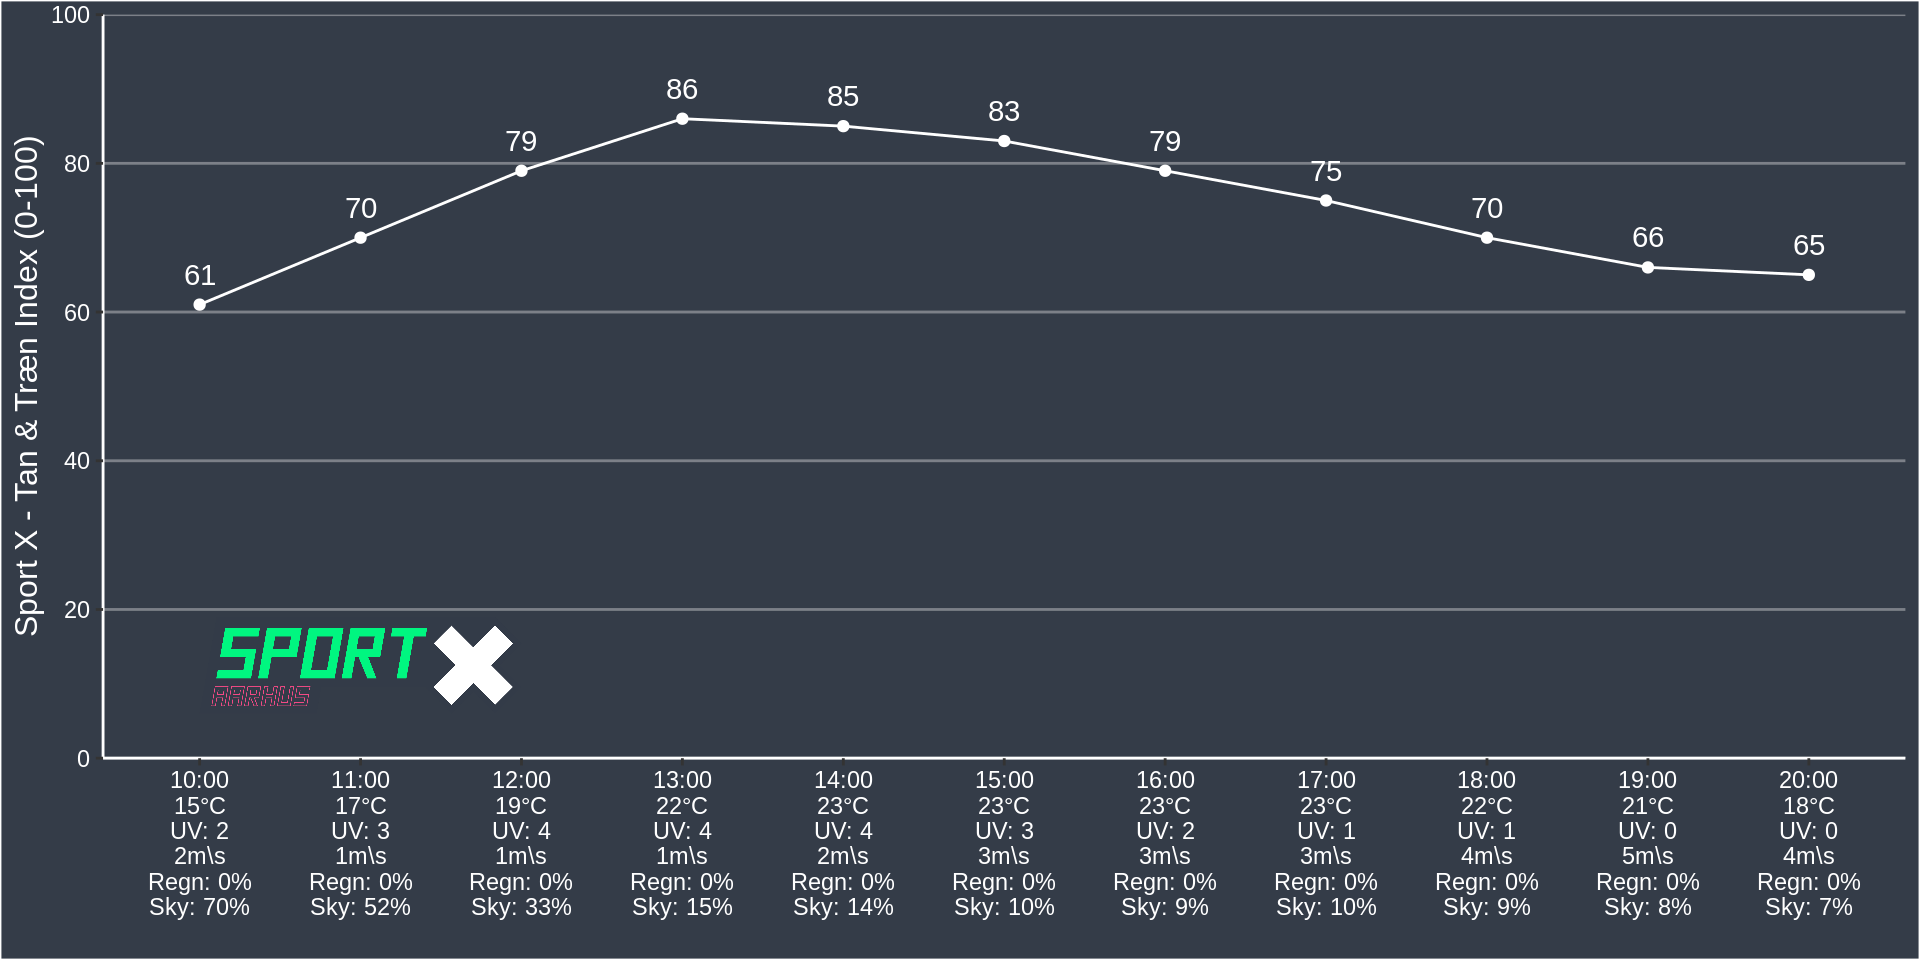 Sport X - Tan & Træn Index (0-100)
100
80
60
40
20
0
61
70
79
86
85
83
79
75
70
66
65
SPORT X
AARHUS
10:00 11:00 12:00 13:00 14:00 15:00 16:00 17:00 18:00 19:00 20:00
15°C 17°C 19°C 22°C 23°C 23°C 23°C 23°C 22°C 21°C 18°C
UV: 2 UV: 3 UV: 4 UV: 4 UV: 4 UV: 3 UV: 2 UV: 1 UV: 1 UV: 0 UV: 0
2m\s 1m\s 1m\s 1m\s 2m\s 3m\s 3m\s 3m\s 4m\s 5m\s 4m\s
Regn: 0% Regn: 0% Regn: 0% Regn: 0% Regn: 0% Regn: 0% Regn: 0% Regn: 0% Regn: 0% Regn: 0% Regn: 0%
Sky: 70% Sky: 52% Sky: 33% Sky: 15% Sky: 14% Sky: 10% Sky: 9% Sky: 10% Sky: 9% Sky: 8% Sky: 7%